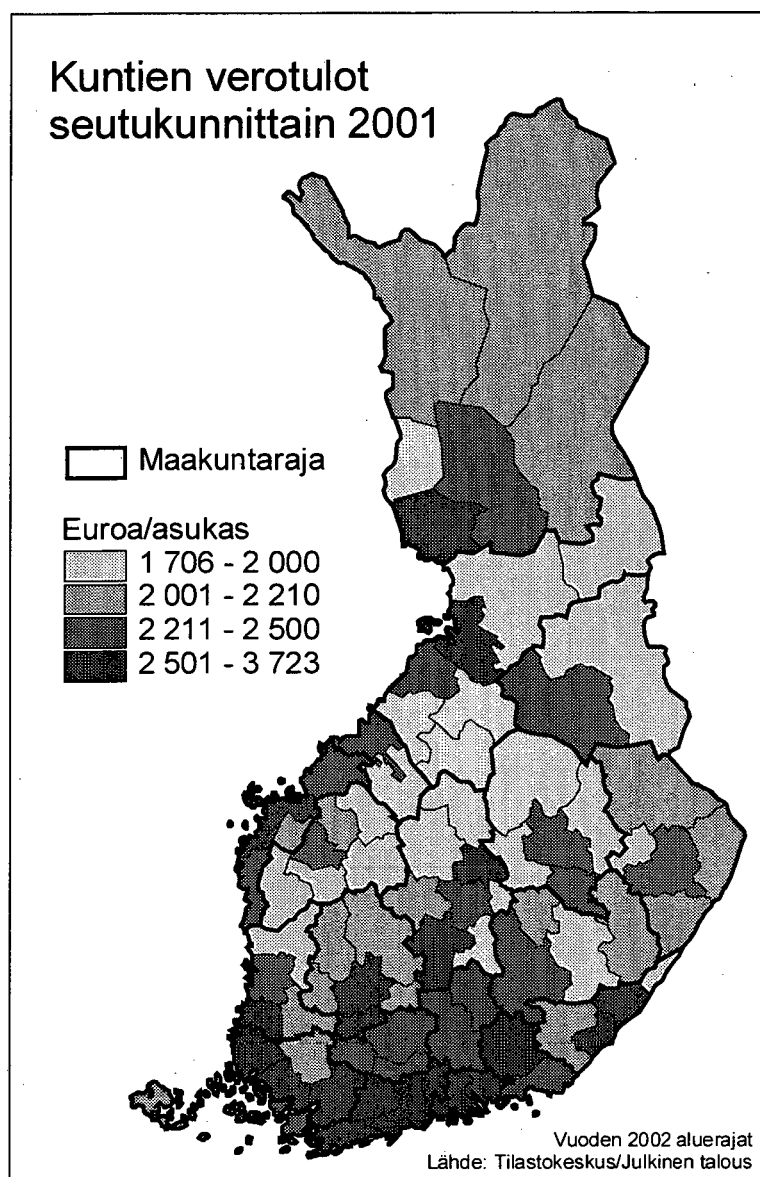 Kuntien verotulot
seutukunnittain 2001
Maakuntaraja
Euroa/asukas
1 706 - 2 000
2 001 - 2 210
2 211 - 2 500
2 501 - 3 723
Vuoden 2002 aluerajat
Lähde: Tilastokeskus/Julkinen talous